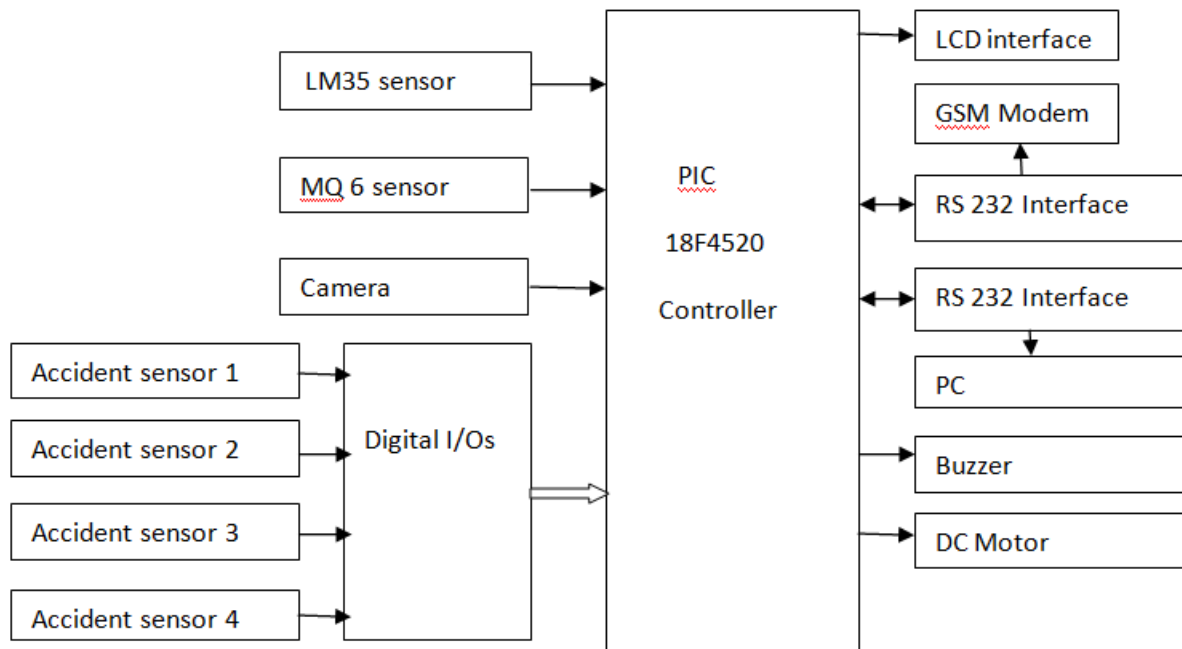 LM35 sensor
MQ 6 sensor
Camera
Accident sensor 1
Accident sensor 2
Accident sensor 3
Accident sensor 4
Digital I/Os
PIC
18F4520
Controller
LCD interface
GSM Modem
RS 232 Interface
RS 232 Interface
PC
Buzzer
DC Motor